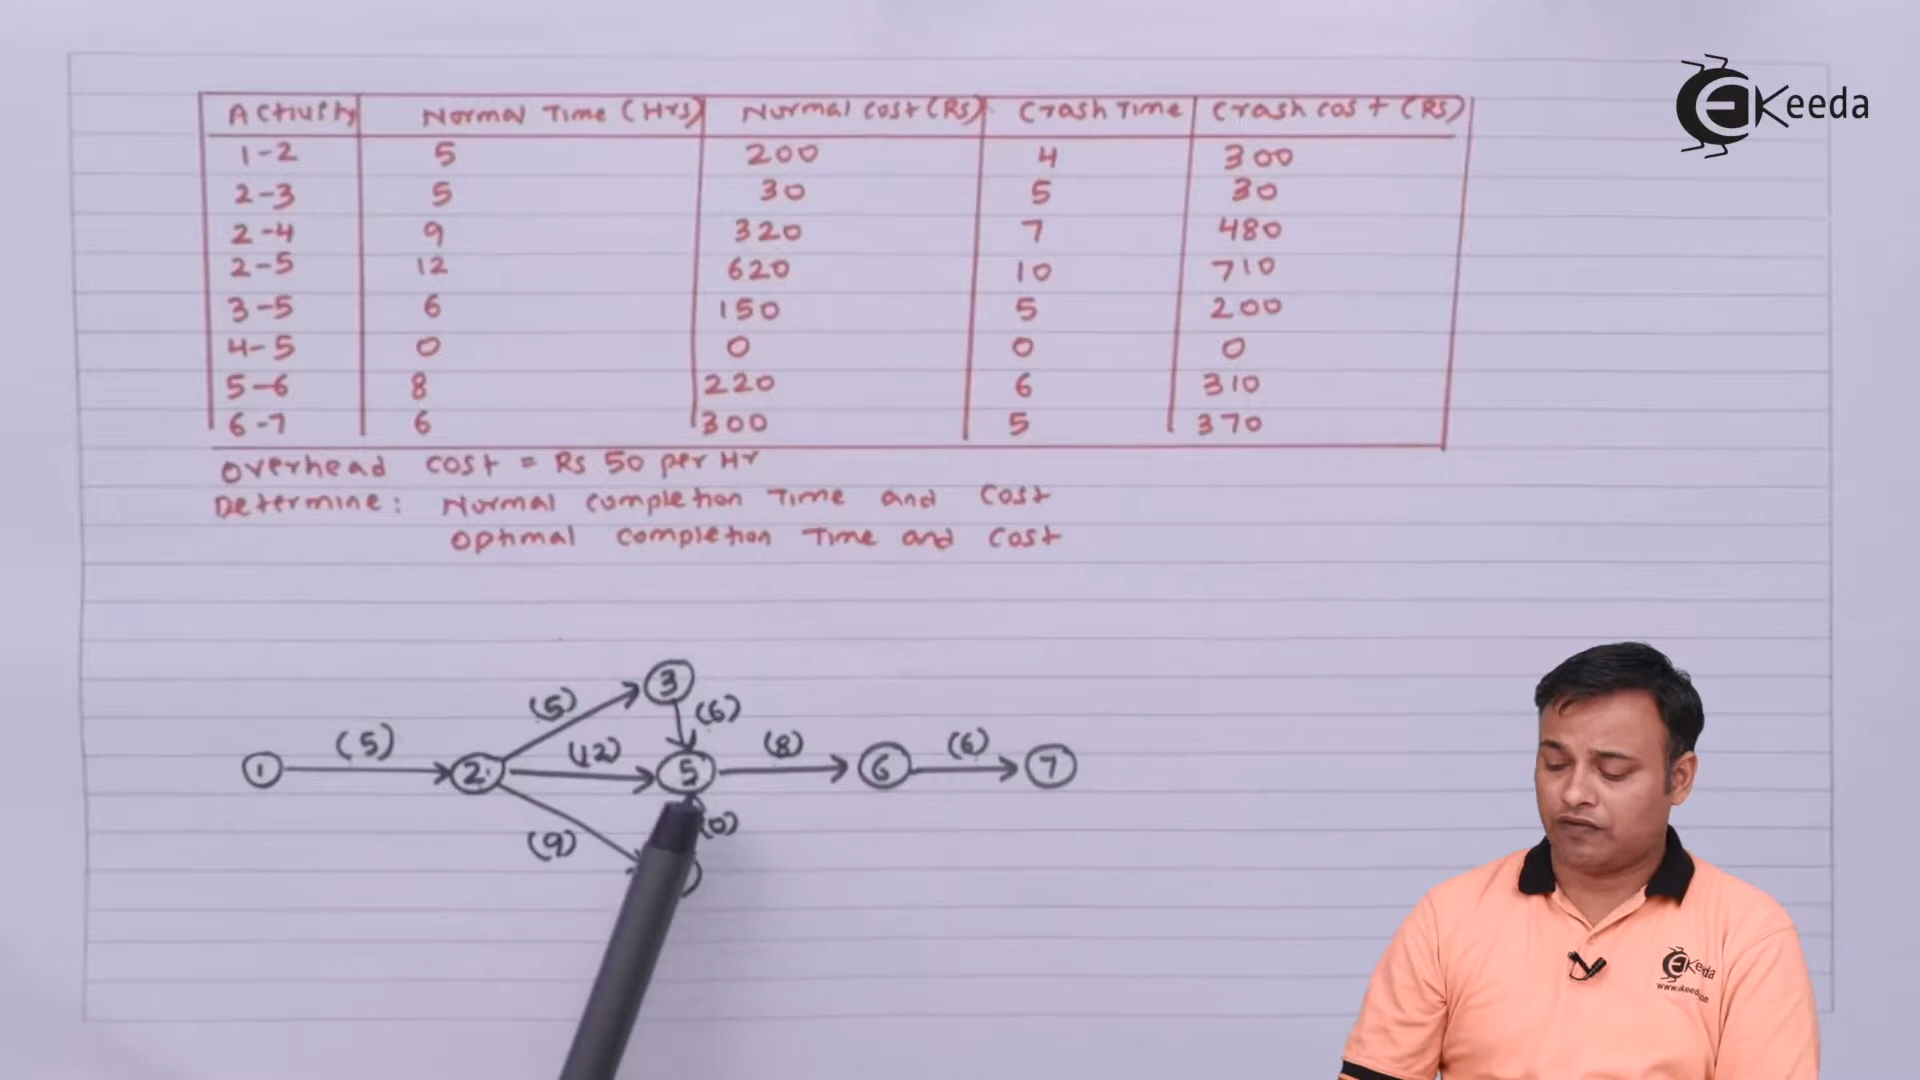 EKeeda
Activity Normal Time (Hrs) Normal Cost (Rs) Crash Time Crash cost (Rs)
1-2 5 200 4 300
2-3 5 30 5 30
2-4 9 320 7 480
2-5 12 620 10 710
3-5 6 150 5 200
4-5 0 0 0 0
5-6 8 220 6 310
6-7 6 300 5 370
Overhead cost = Rs 50 per Hr
Determine: Normal completion Time and Cost
Optimal completion Time and Cost
3
(5) (6)
(5) (12) (8) (6)
1 2 5 6 7
(9) (0)
EKeeda